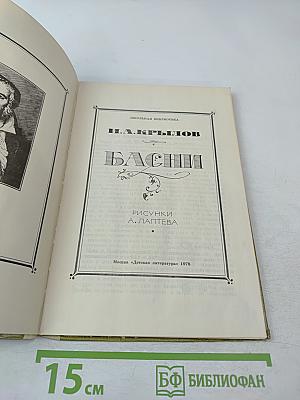 ШКОЛЬНАЯ БИБЛИОТЕКА
И.А.КРЫЛОВ
БАСНИ
РИСУНКИ
А. ЛАПТЕВА
Москва «Детская литература» 1978
15 см
БФ БИБЛИОФАН